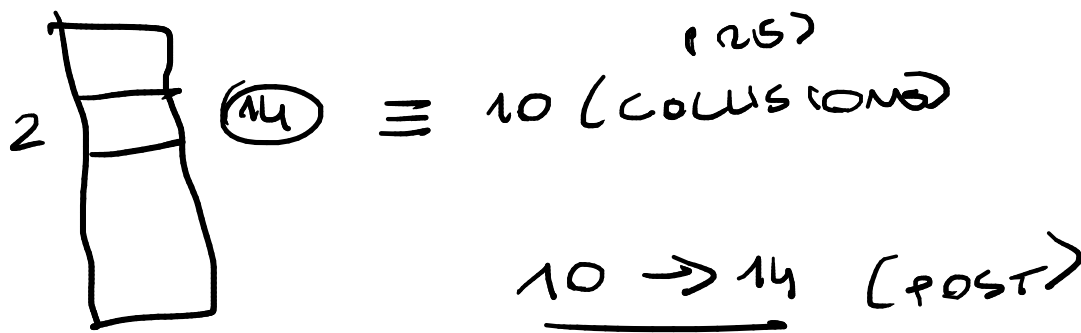 (25)
2 14 ≡ 10 (COLLISIONE)
10 → 14 (POST)